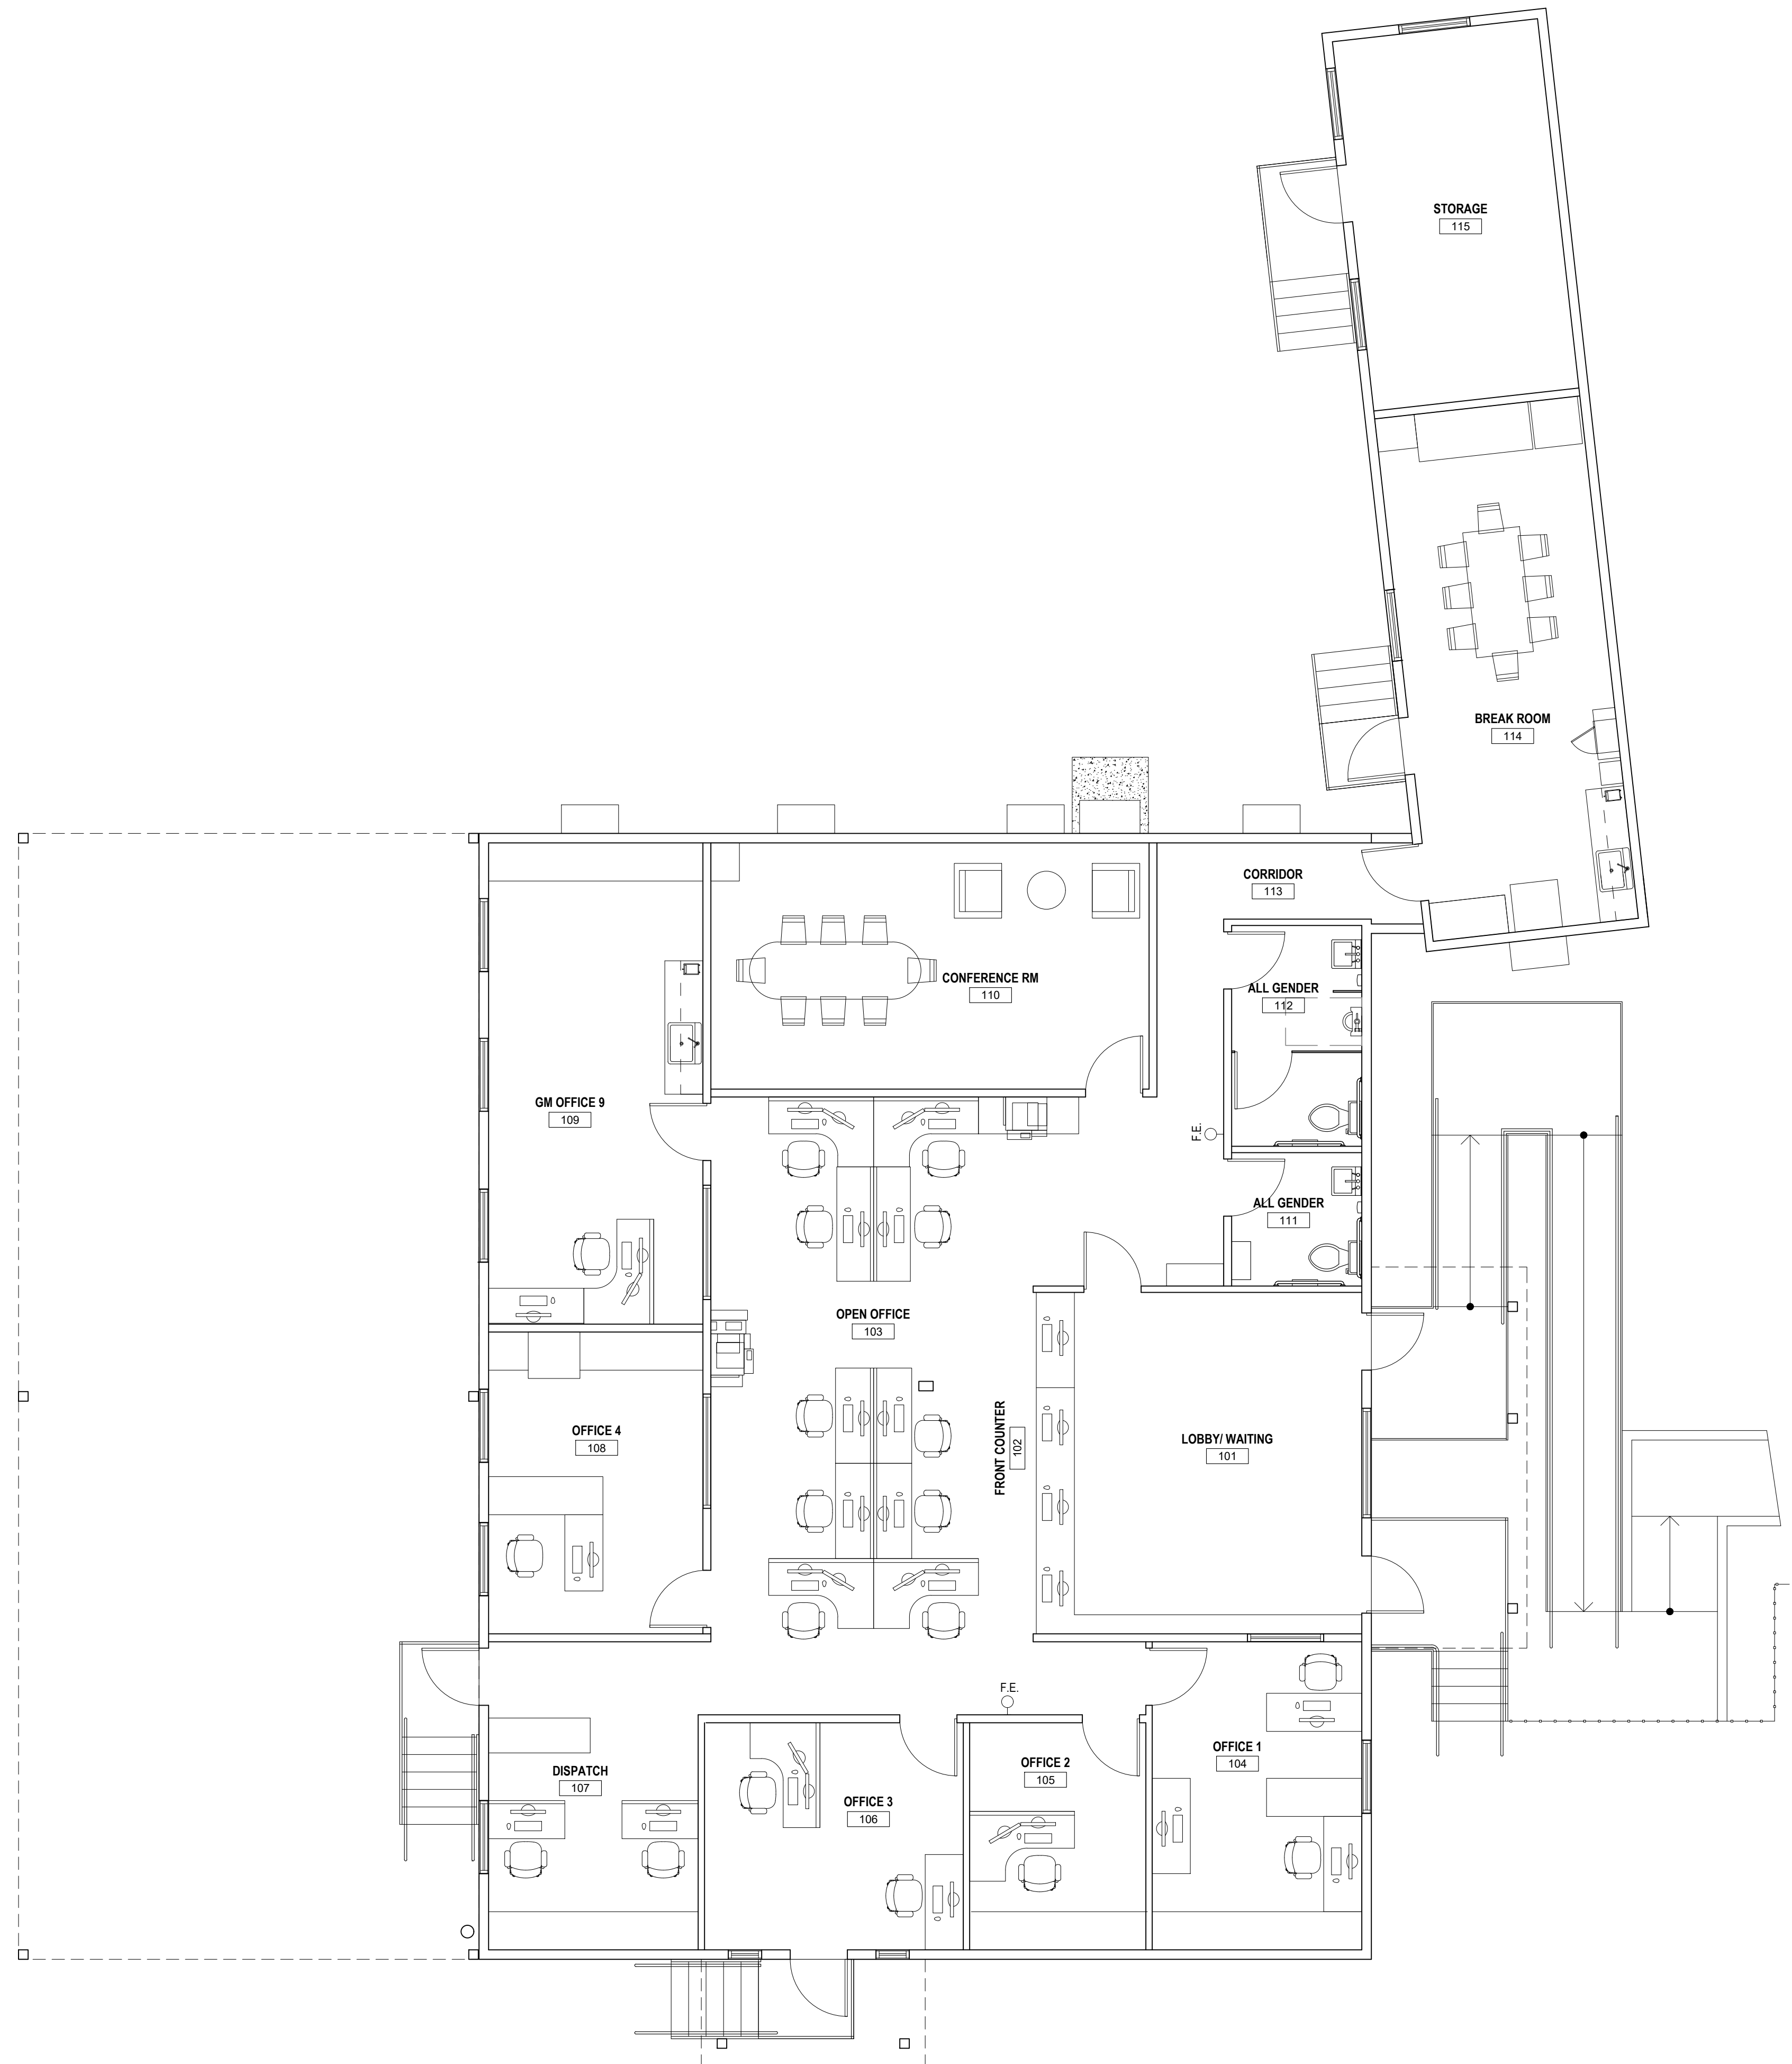 STORAGE
115
BREAK ROOM
114
CORRIDOR
113
CONFERENCE RM
110
ALL GENDER
112
GM OFFICE 9
109
F.E.
ALL GENDER
111
OPEN OFFICE
103
OFFICE 4
108
FRONT COUNTER
102
LOBBY/ WAITING
101
F.E.
DISPATCH
107
OFFICE 3
106
OFFICE 2
105
OFFICE 1
104